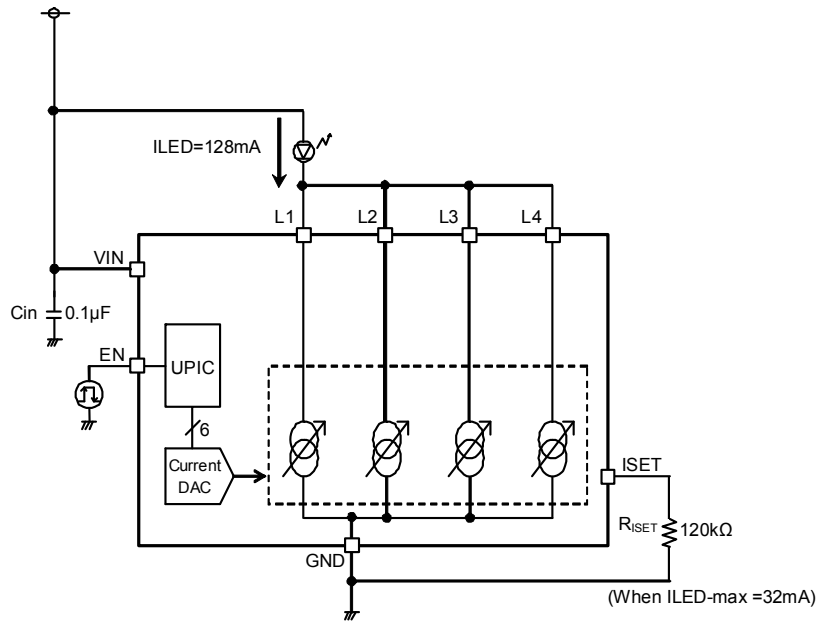 ILED=128mA
L1
L2
L3
L4
VIN
Cin
0.1µF
EN
UPIC
6
Current
DAC
ISET
RISET
120kΩ
GND
(When ILED-max =32mA)